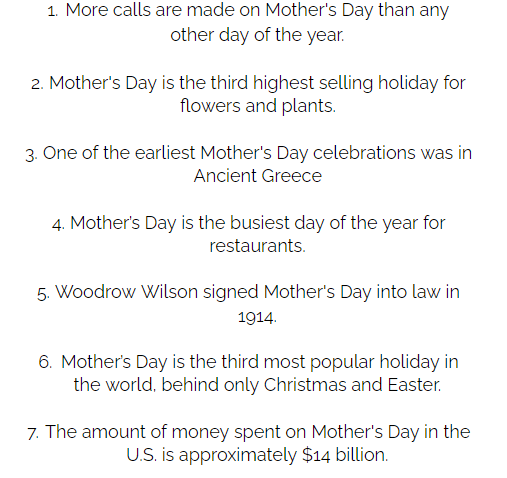 1. More calls are made on Mother's Day than any
other day of the year.
2. Mother's Day is the third highest selling holiday for
flowers and plants.
3. One of the earliest Mother's Day celebrations was in
Ancient Greece
4. Mother's Day is the busiest day of the year for
restaurants.
5. Woodrow Wilson signed Mother's Day into law in
1914.
6. Mother's Day is the third most popular holiday in
the world, behind only Christmas and Easter.
7. The amount of money spent on Mother's Day in the
U.S. is approximately $14 billion.